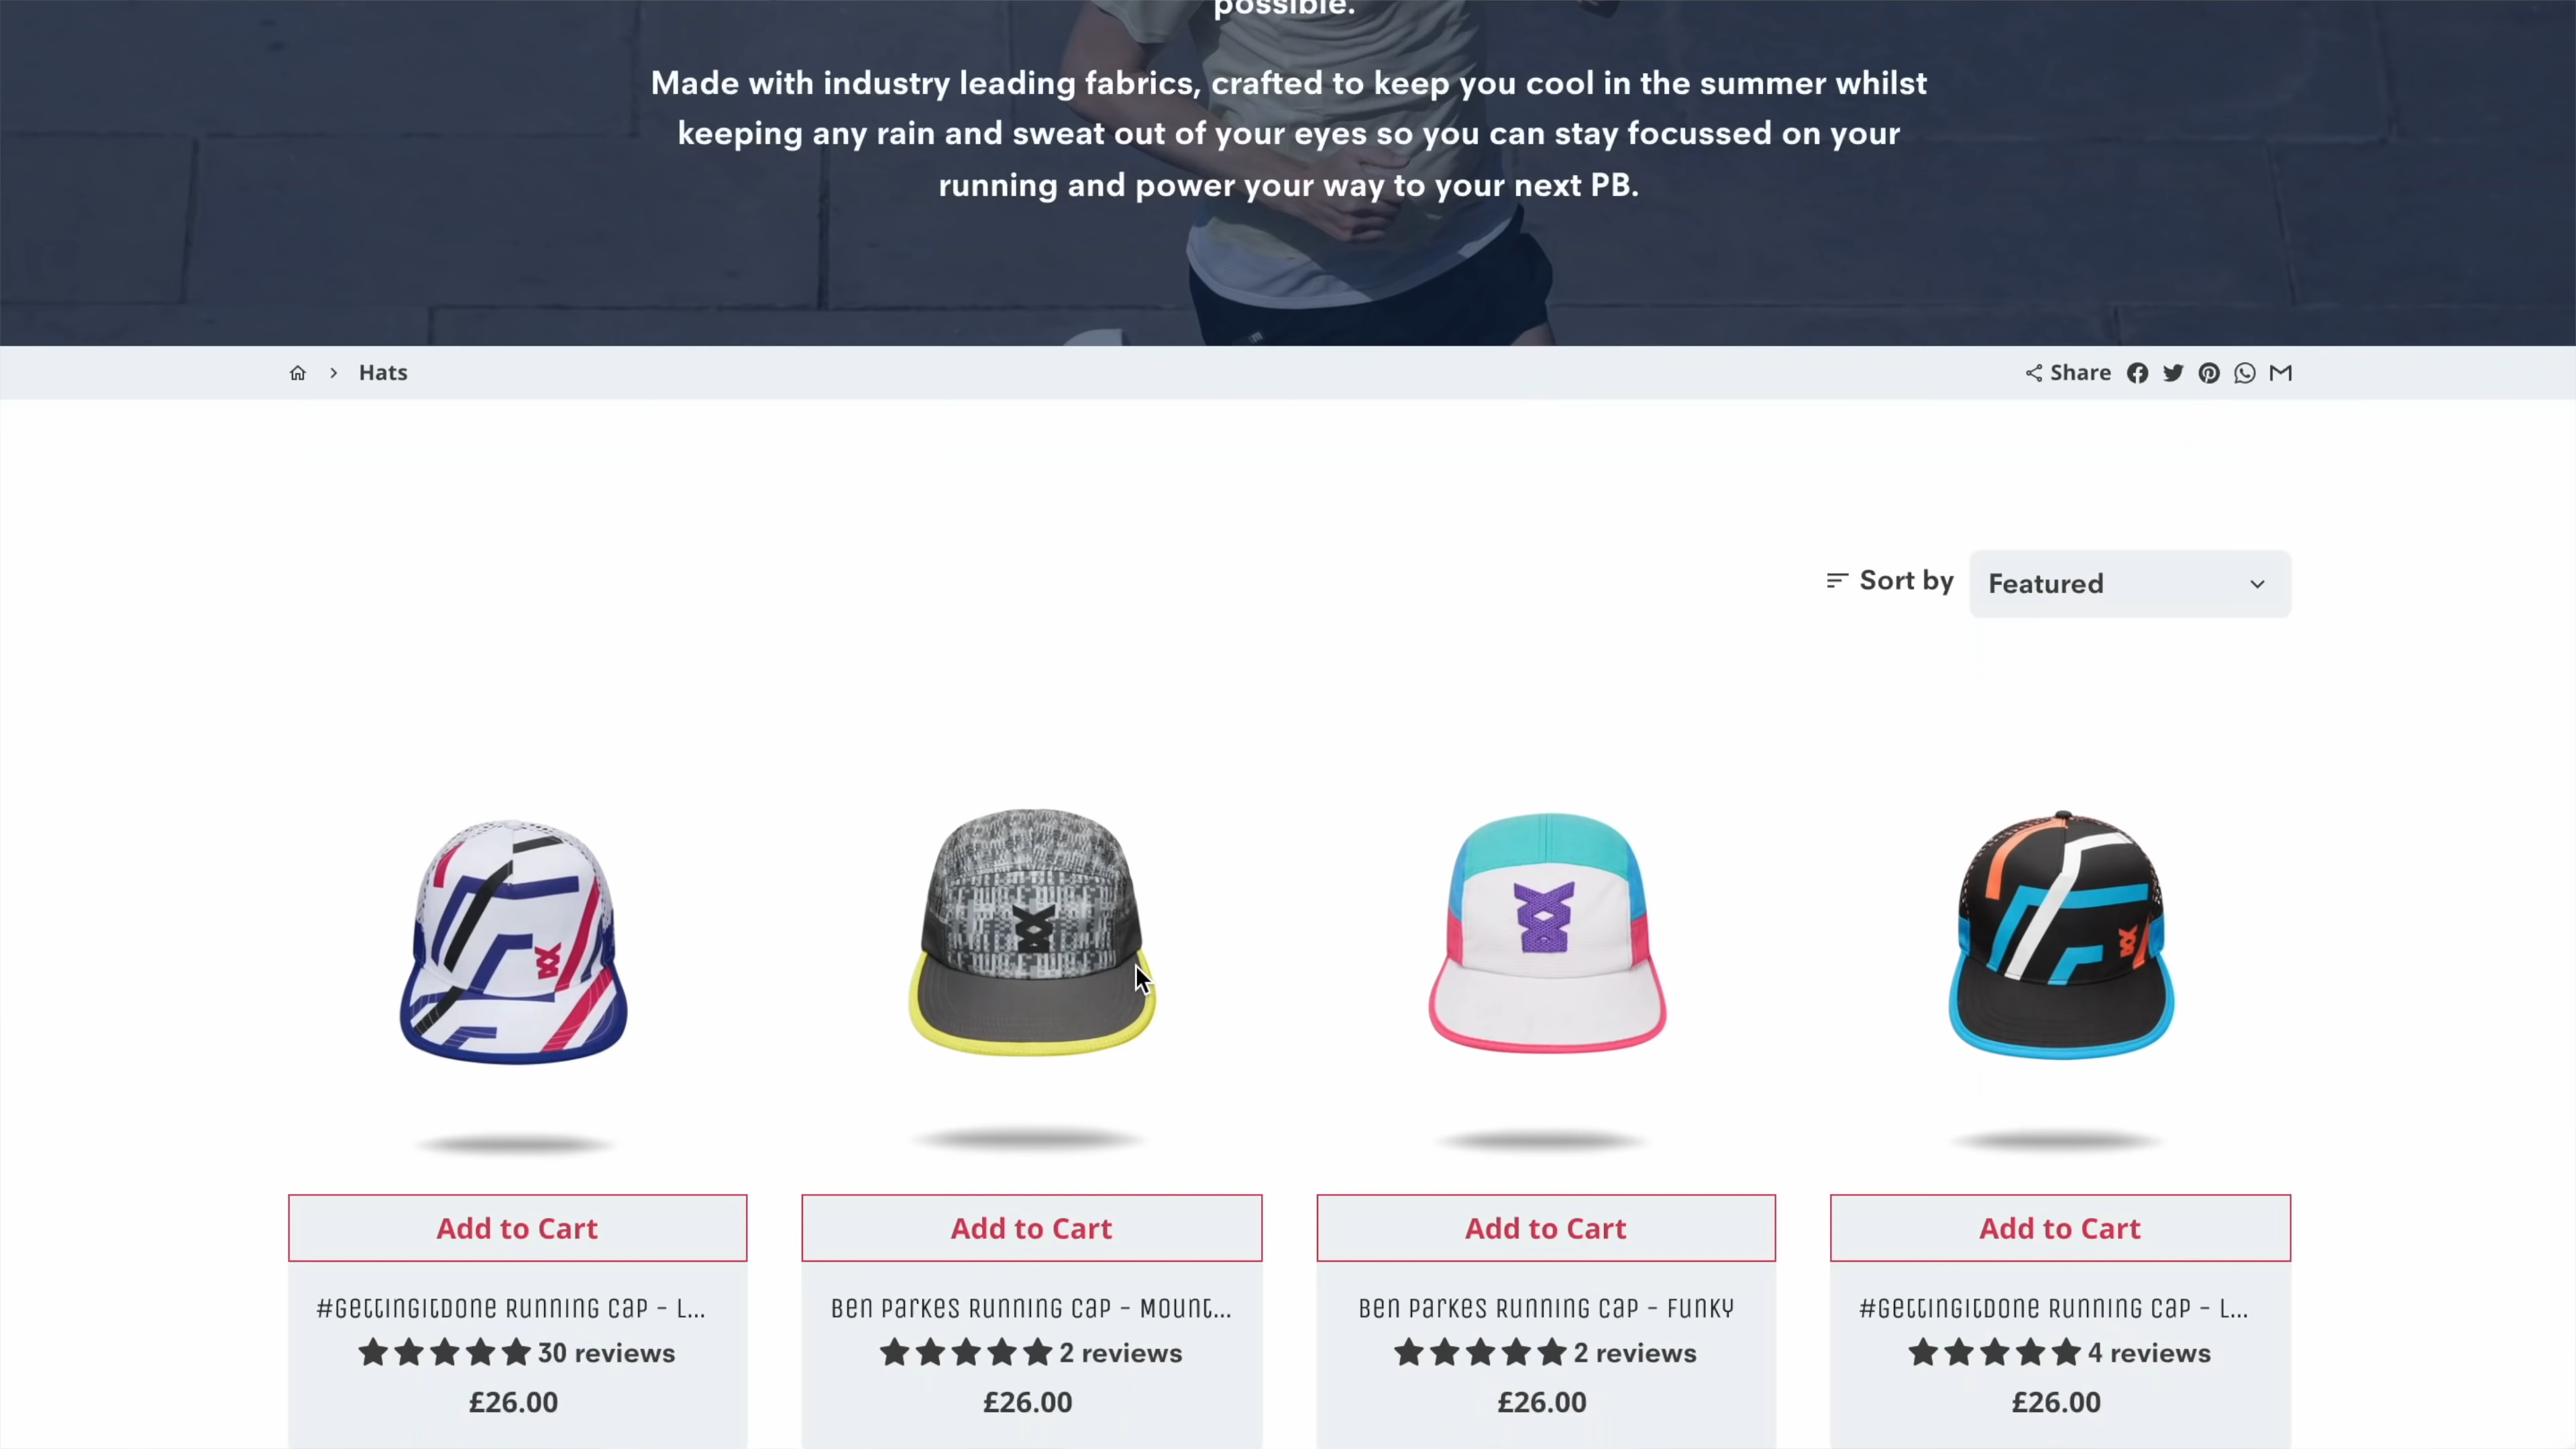 possible.
Made with industry leading fabrics, crafted to keep you cool in the summer whilst
keeping any rain and sweat out of your eyes so you can stay focussed on your
running and power your way to your next PB.
Hats
Share
Sort by
Featured
Add to Cart
Add to Cart
Add to Cart
Add to Cart
#GettingitDone Running Cap - L...
Ben Parkes Running Cap - Mount...
Ben Parkes Running Cap - Funky
#GettingitDone Running Cap - L...
30 reviews
2 reviews
2 reviews
4 reviews
£26.00
£26.00
£26.00
£26.00